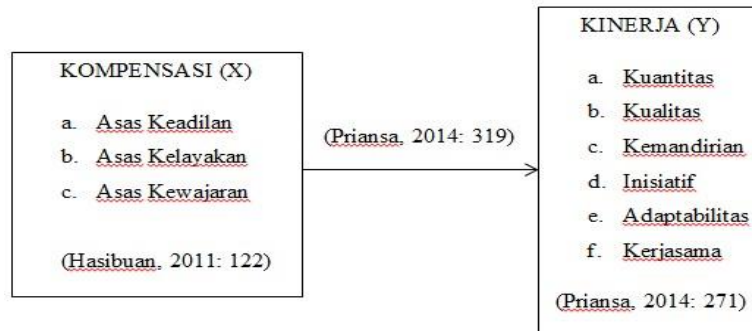 KOMPENSASI (X)
a. Asas Keadilan
b. Asas Kelayakan
c. Asas Kewajaran
(Hasibuan, 2011: 122)
(Priansa, 2014: 319)
KINERJA (Y)
a. Kuantitas
b. Kualitas
c. Kemandirian
d. Inisiatif
e. Adaptabilitas
f. Kerjasama
(Priansa, 2014: 271)